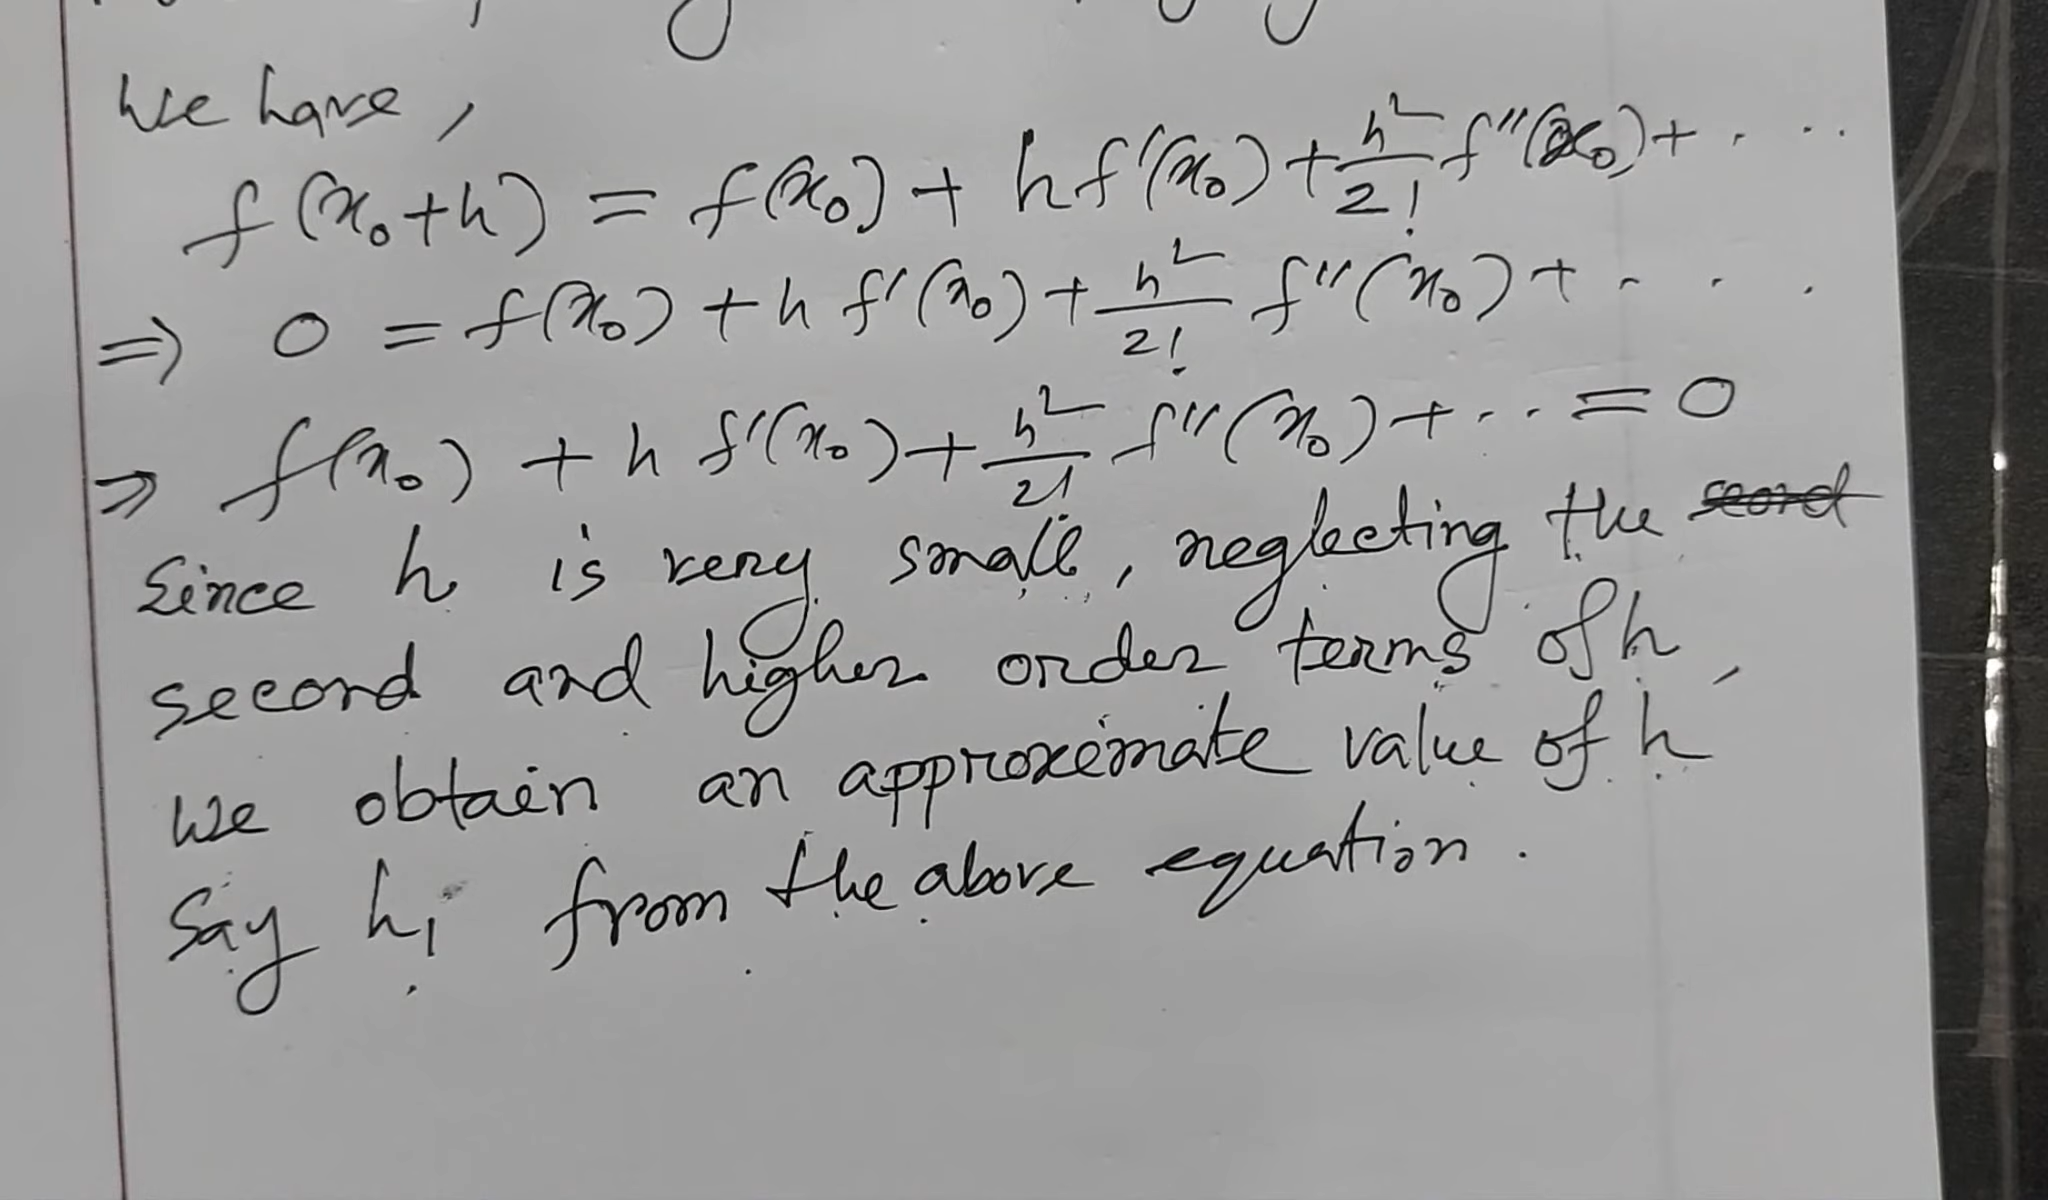 We have,
f(x₀+h) = f(x₀) + hf'(x₀) + h²/2! f''(x₀) + . . .
⇒ 0 = f(x₀) + h f'(x₀) + h²/2! f''(x₀) + . . .
⇒ f(x₀) + h f'(x₀) + h²/2! f''(x₀) + . . . = 0
Since h is very small, neglecting the
second and higher order terms of h,
we obtain an approximate value of h
Say h₁ from the above equation.